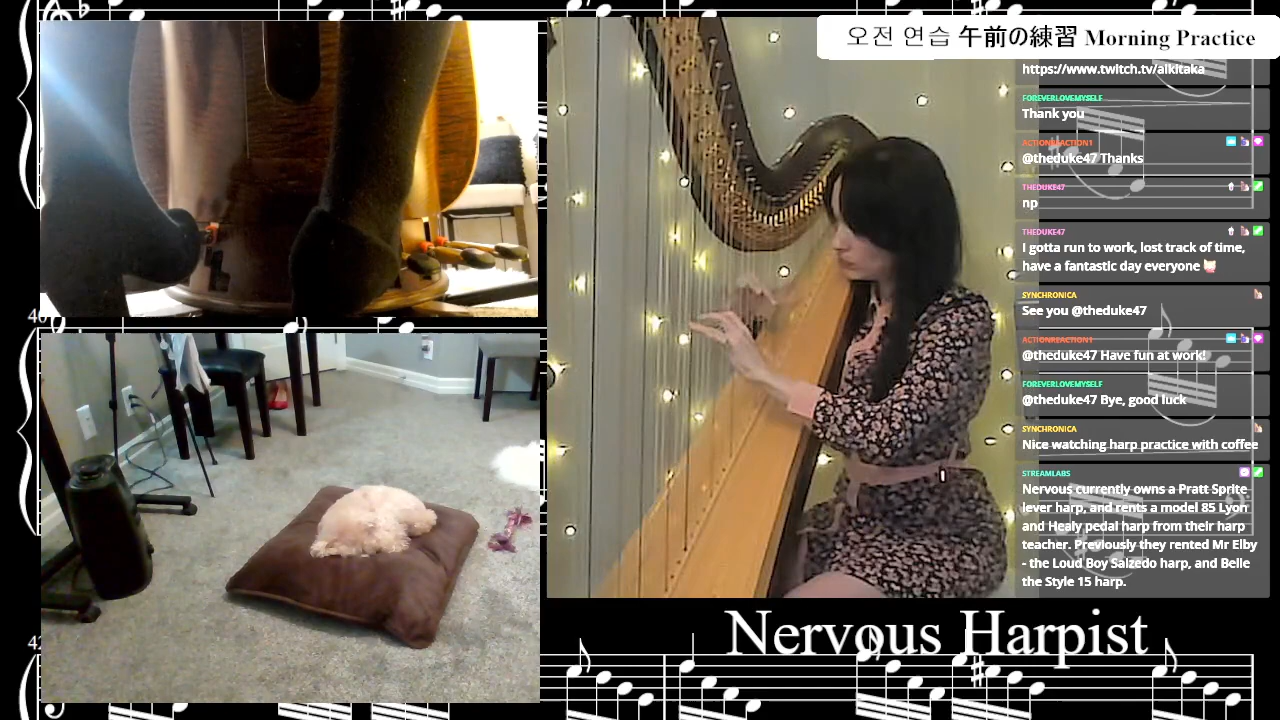 오전 연습 午前の練習 Morning Practice
https://www.twitch.tv/alkitaka
FOREVERLOVEMYSELF
Thank you
ACTIONREACTION1
@theduke47 Thanks
THEDUKE47
np
THEDUKE47
I gotta run to work, lost track of time,
have a fantastic day everyone
SYNCHRONICA
See you @theduke47
ACTIONREACTION1
@theduke47 Have fun at work!
FOREVERLOVEMYSELF
@theduke47 Bye, good luck
SYNCHRONICA
Nice watching harp practice with coffee
STREAMLABS
Nervous currently owns a Pratt Sprite
lever harp, and rents a model 85 Lyon
and Healy pedal harp from their harp
teacher. Previously they rented Mr Elby
- the Loud Boy Salzedo harp, and Belle
the Style 15 harp.
40
42
Nervous Harpist